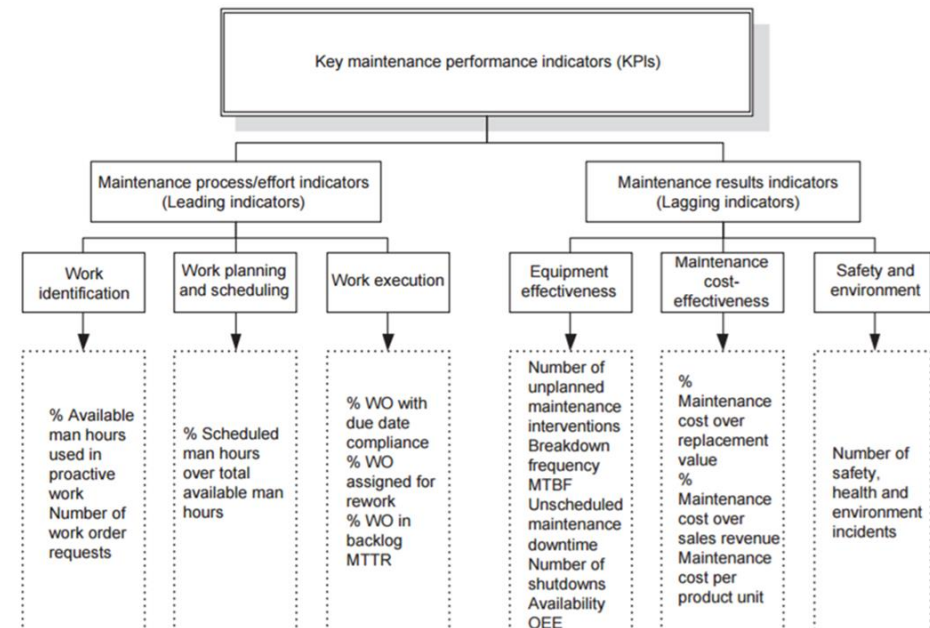 Key maintenance performance indicators (KPIs)
Maintenance process/effort indicators
(Leading indicators)
Maintenance results indicators
(Lagging indicators)
Work
identification
Work planning
and scheduling
Work execution
Equipment
effectiveness
Maintenance
cost-
effectiveness
Safety and
environment
% Available
man hours
used in
proactive
work
Number of
work order
requests
% Scheduled
man hours
over total
available man
hours
% WO with
due date
compliance
% WO
assigned for
rework
% WO in
backlog
MTTR
Number of
unplanned
maintenance
interventions
Breakdown
frequency
MTBF
Unscheduled
maintenance
downtime
Number of
shutdowns
Availability
OEE
%
Maintenance
cost over
replacement
value
%
Maintenance
cost over
sales revenue
Maintenance
cost per
product unit
Number of
safety,
health and
environment
incidents